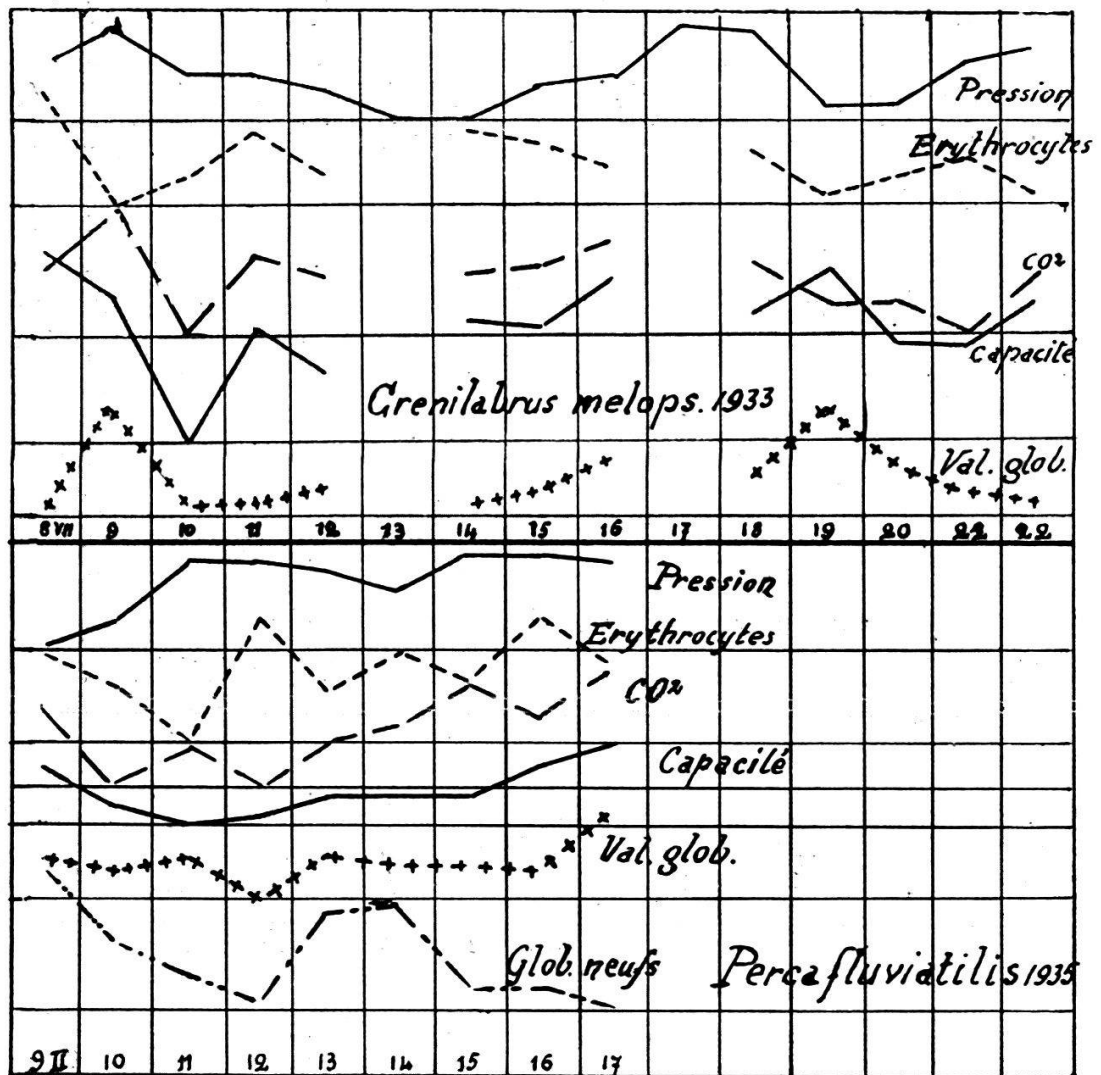 Pression
Erythrocytes
CO²
Capacité
Grenilabrus melops. 1933
Val. glob.
8 VII 9 10 11 12 13 14 15 16 17 18 19 20 21 22
Pression
Erythrocytes
CO²
Capacité
Val. glob.
Glob. neufs
Perca fluviatilis 1935
9 II 10 11 12 13 14 15 16 17